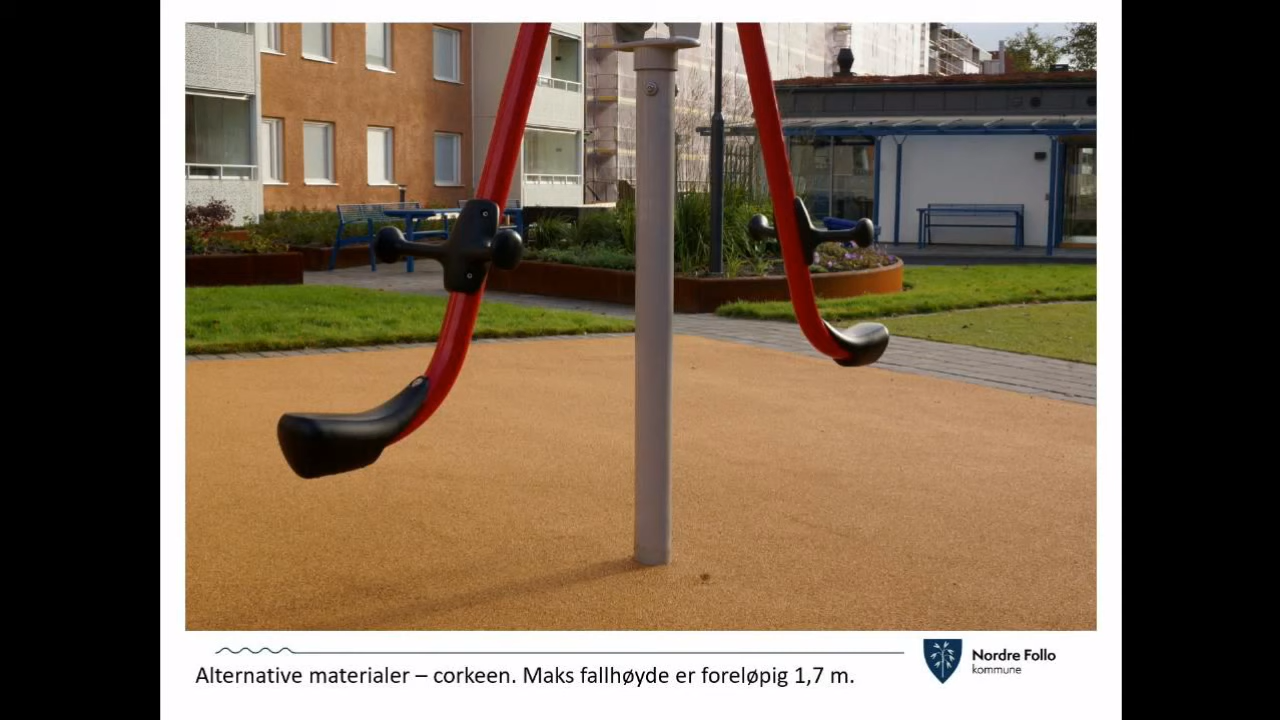 Alternative materialer – corkeen. Maks fallhøyde er foreløpig 1,7 m.
Nordre Follo
kommune